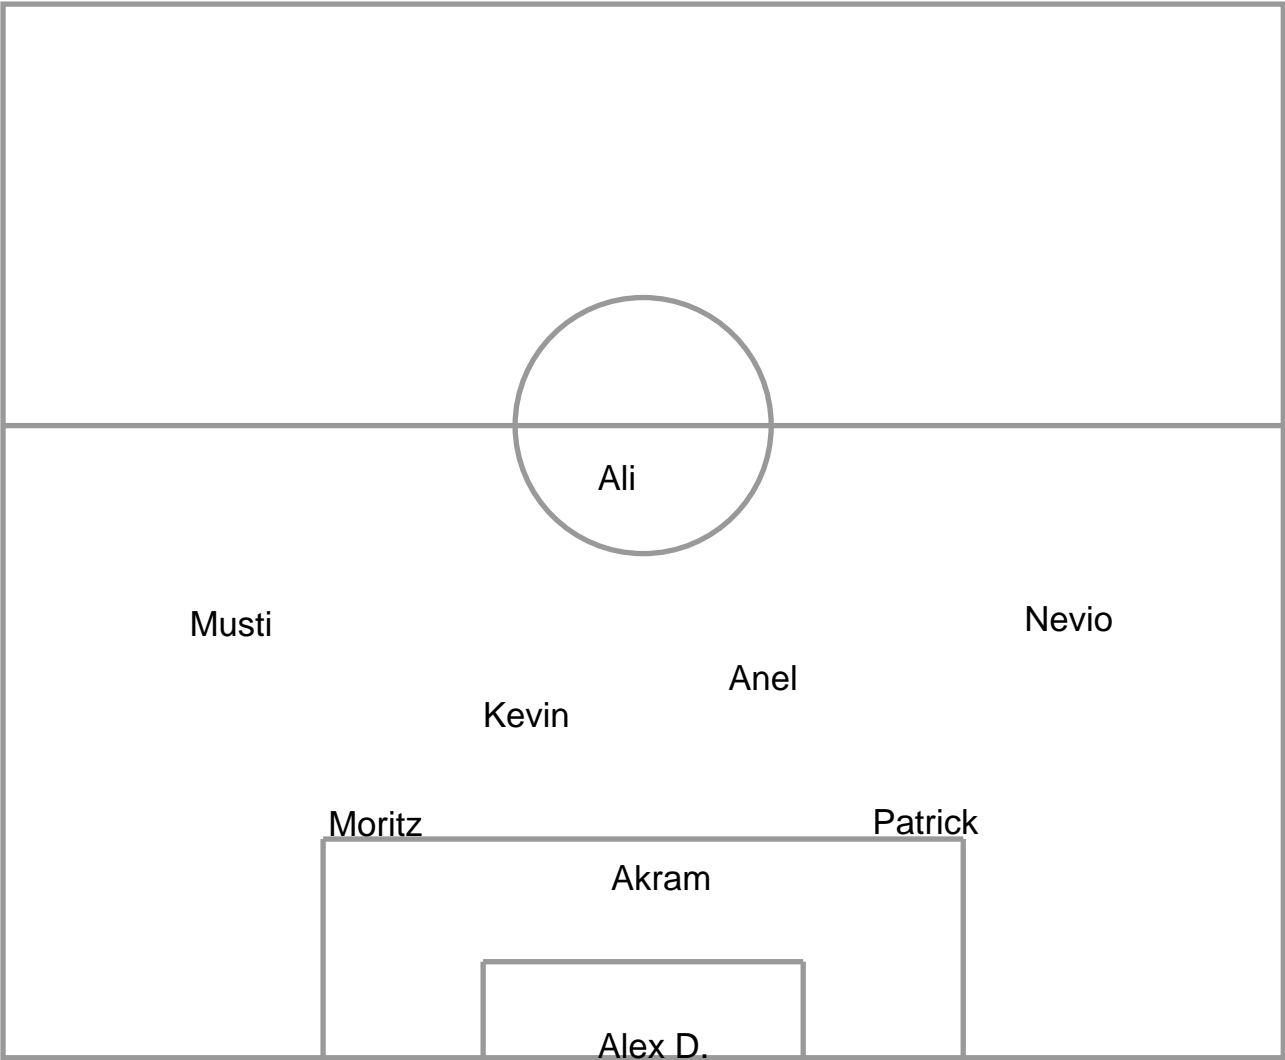 Ali
Musti
Nevio
Anel
Kevin
Moritz
Patrick
Akram
Alex D.